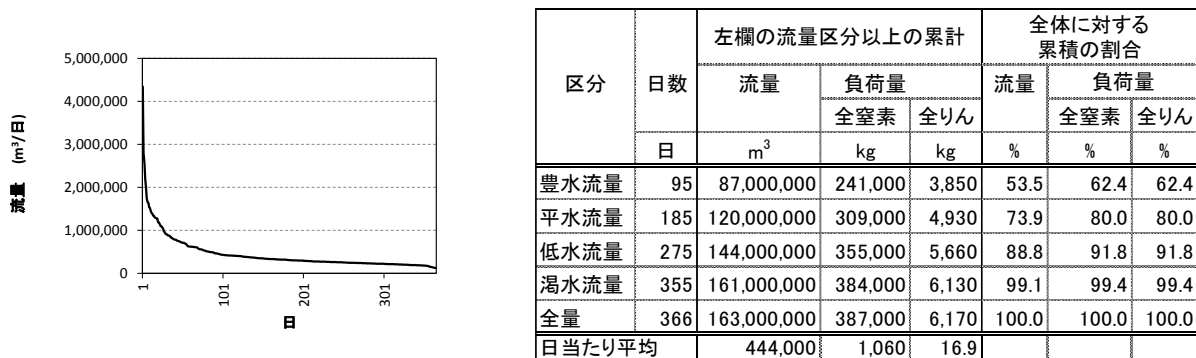 5,000,000
4,000,000
3,000,000
2,000,000
1,000,000
0
流量 (m³/日)
1
101
201
301
日
区分 日数 左欄の流量区分以上の累計 全体に対する
累積の割合
流量 負荷量 流量 負荷量
全窒素 全りん 全窒素 全りん
日 m³ kg kg % % %
豊水流量 95 87,000,000 241,000 3,850 53.5 62.4 62.4
平水流量 185 120,000,000 309,000 4,930 73.9 80.0 80.0
低水流量 275 144,000,000 355,000 5,660 88.8 91.8 91.8
渇水流量 355 161,000,000 384,000 6,130 99.1 99.4 99.4
全量 366 163,000,000 387,000 6,170 100.0 100.0 100.0
日当たり平均 444,000 1,060 16.9